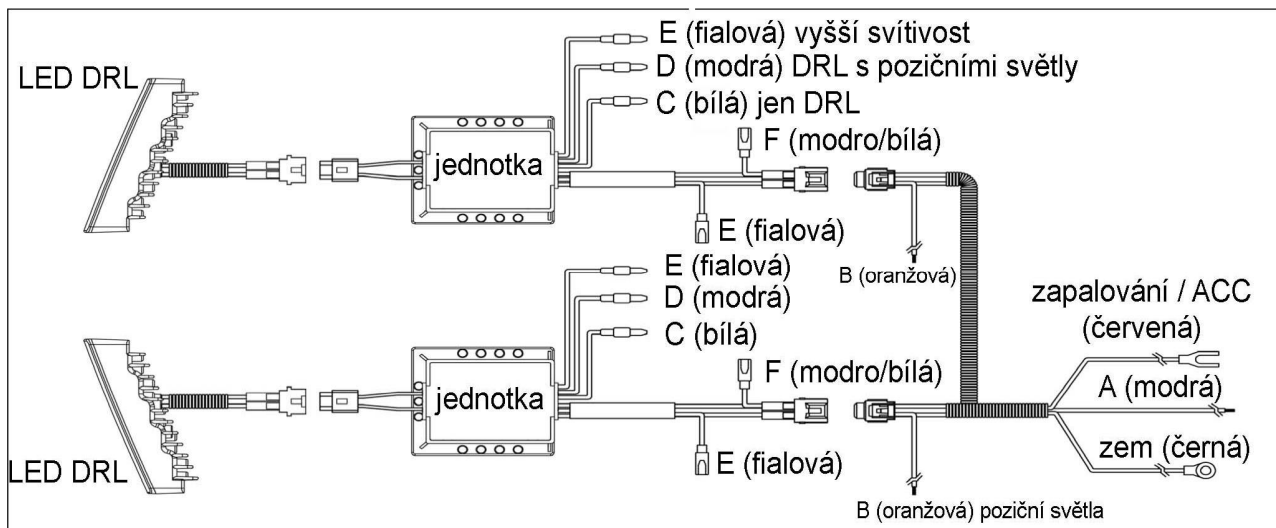 E (fialová) vyšší svítivost
LED DRL
D (modrá) DRL s pozičními světly
C (bílá) jen DRL
F (modro/bílá)
jednotka
E (fialová)
B (oranžová)
E (fialová)
D (modrá)
C (bílá)
zapalování / ACC
(červená)
F (modro/bílá)
A (modrá)
jednotka
zem (černá)
LED DRL
E (fialová)
B (oranžová) poziční světla